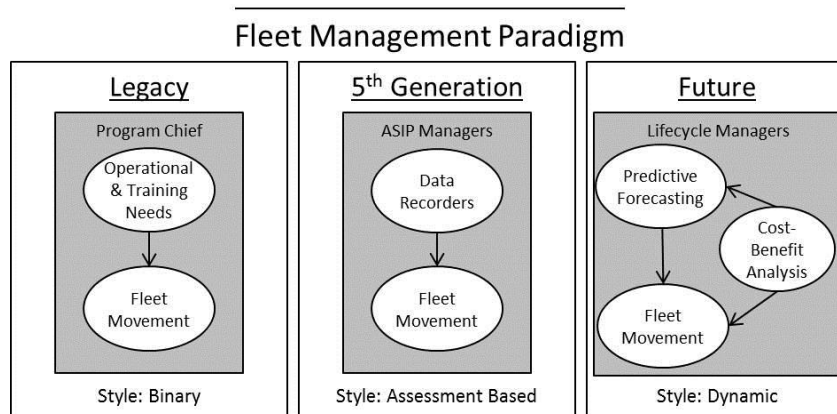 Fleet Management Paradigm
Legacy
Program Chief
Operational
& Training
Needs
Fleet
Movement
Style: Binary
5th Generation
ASIP Managers
Data
Recorders
Fleet
Movement
Style: Assessment Based
Future
Lifecycle Managers
Predictive
Forecasting
Cost-
Benefit
Analysis
Fleet
Movement
Style: Dynamic